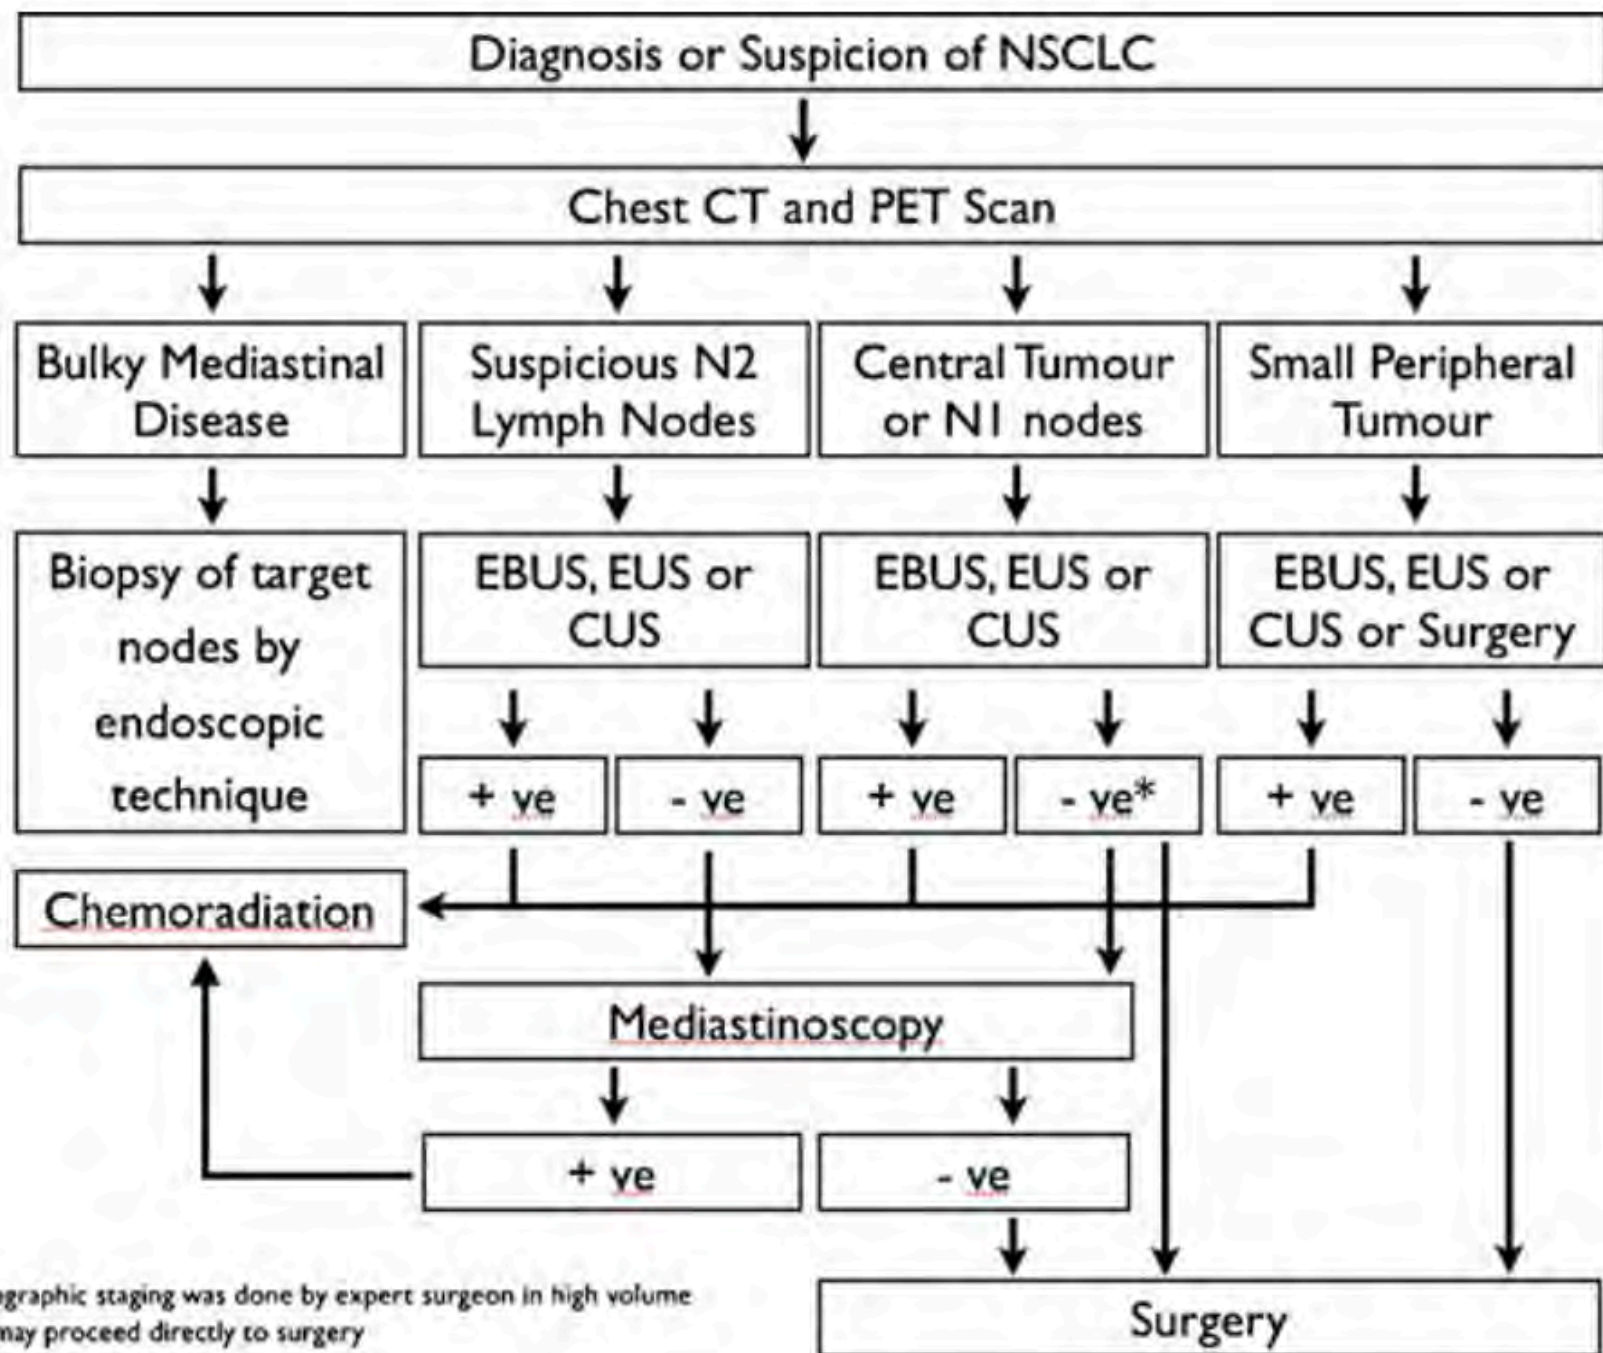 Diagnosis or Suspicion of NSCLC
Chest CT and PET Scan
Bulky Mediastinal
Disease
Suspicious N2
Lymph Nodes
Central Tumour
or N1 nodes
Small Peripheral
Tumour
Biopsy of target
nodes by
endoscopic
technique
EBUS, EUS or
CUS
EBUS, EUS or
CUS
EBUS, EUS or
CUS or Surgery
+ ve
- ve
+ ve
- ve*
+ ve
- ve
Chemoradiation
Mediastinoscopy
+ ve
- ve
staging was done by expert surgeon in high volume
may proceed directly to surgery
Surgery